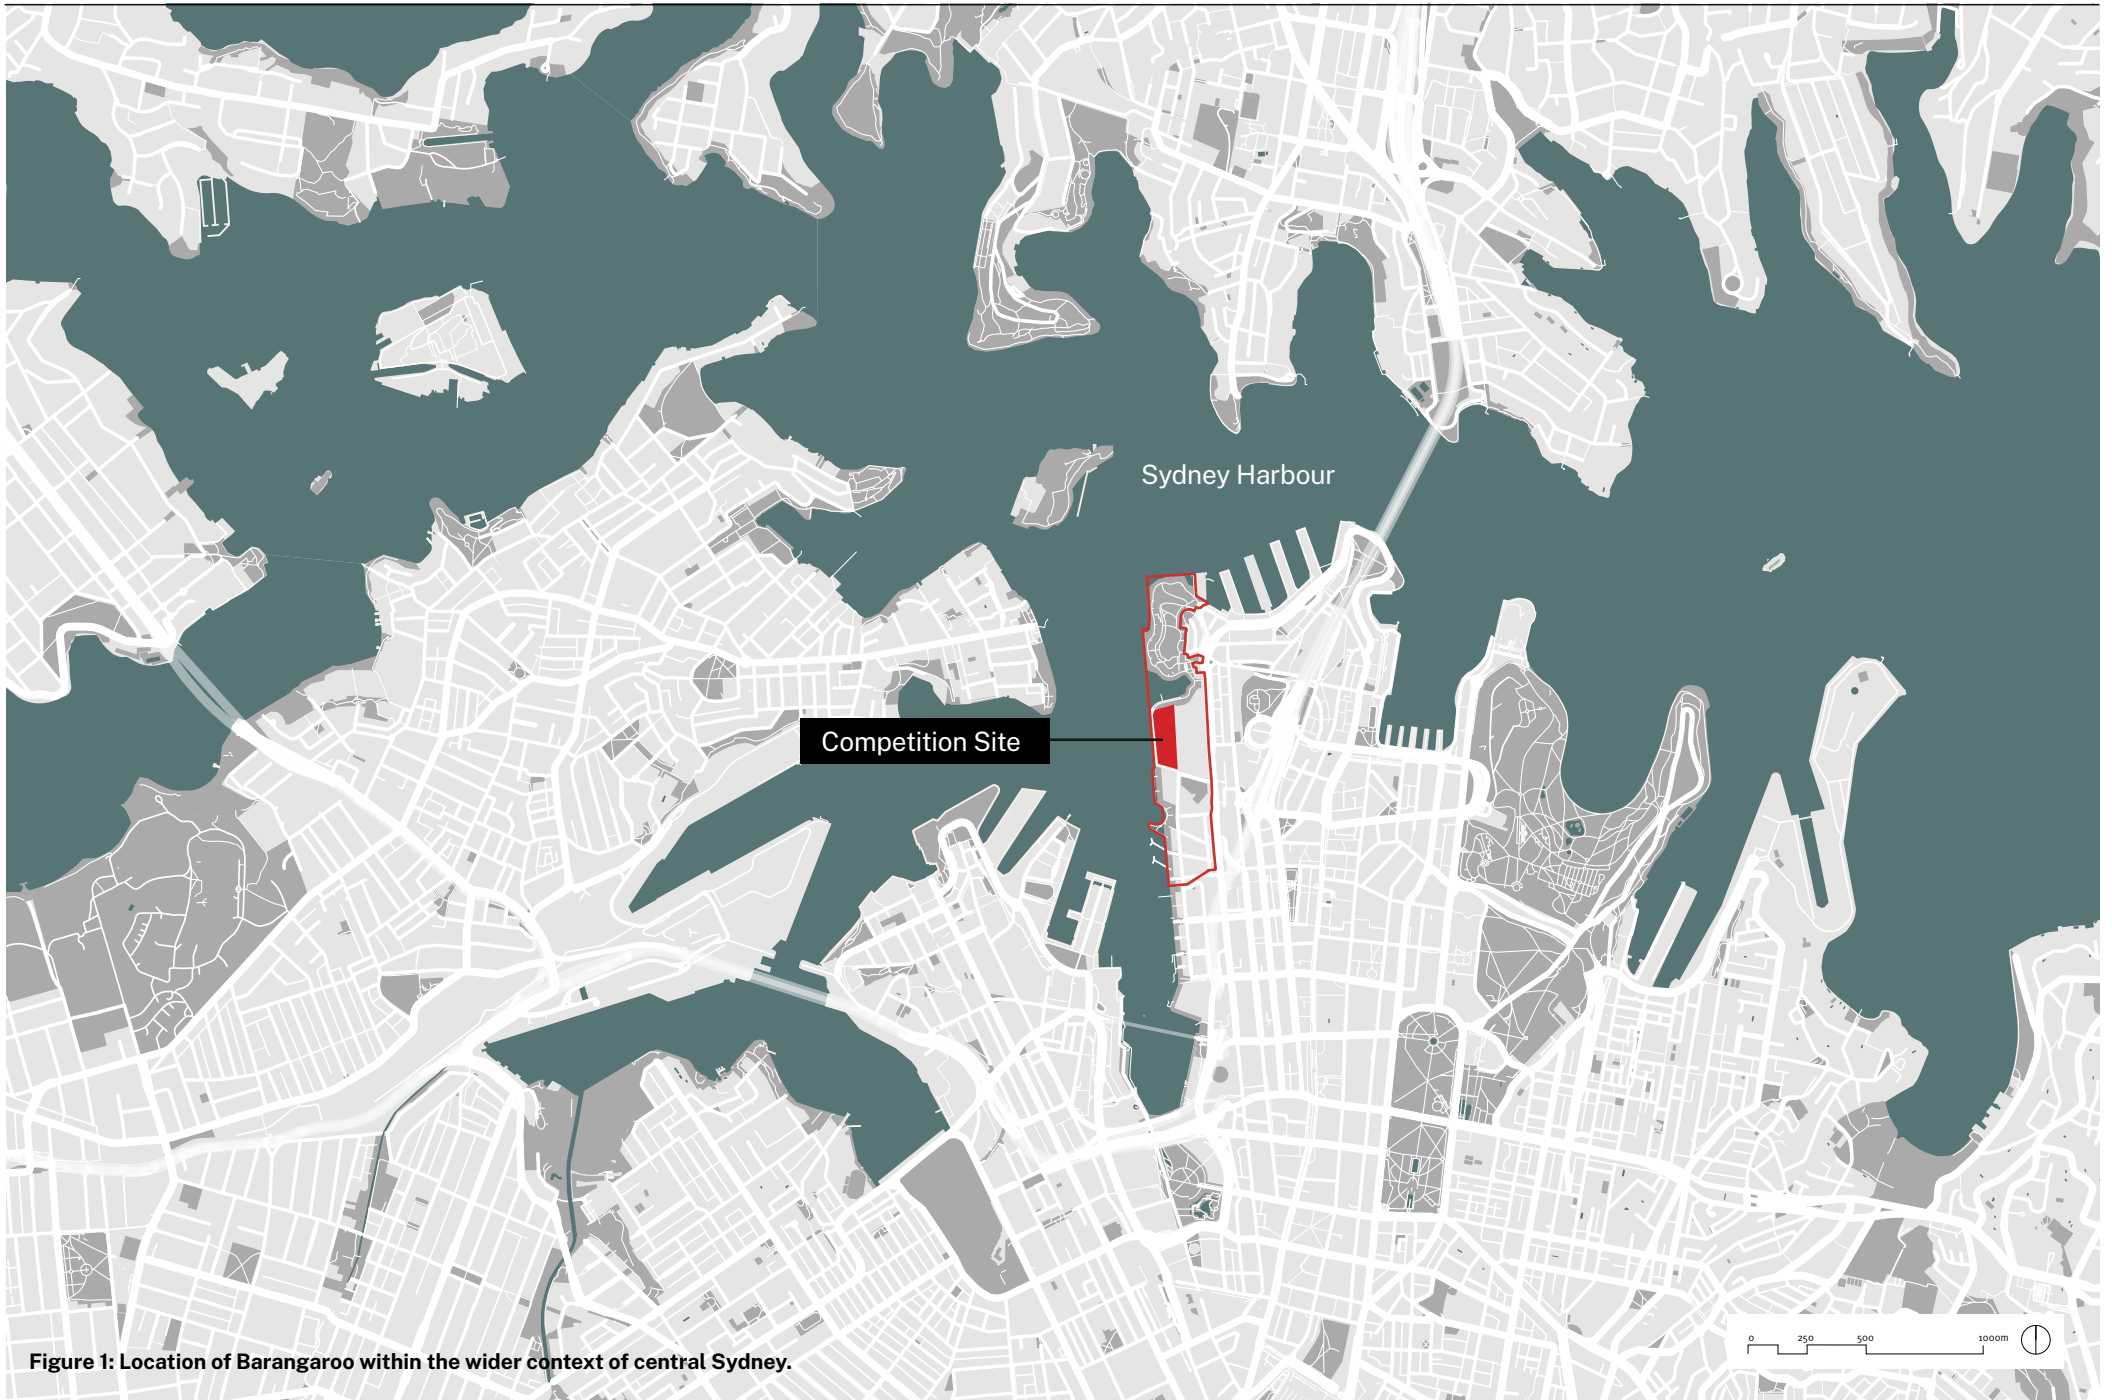 Sydney Harbour
Competition Site
0 250 500 1000m
Figure 1: Location of Barangaroo within the wider context of central Sydney.